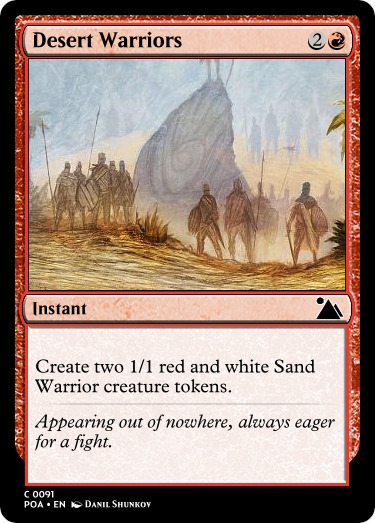 Desert Warriors 2
Instant
Create two 1/1 red and white Sand
Warrior creature tokens.
Appearing out of nowhere, always eager
for a fight.
C 0091
POA • EN Danil Shunkov